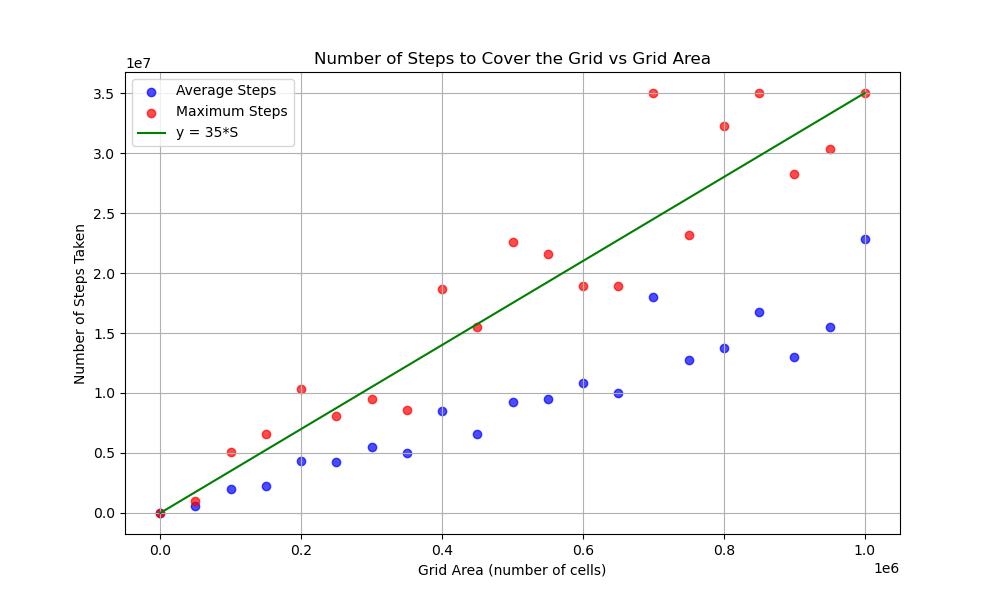 Number of Steps to Cover the Grid vs Grid Area
1e7
Average Steps
Maximum Steps
y = 35*S
3.5
3.0
2.5
2.0
1.5
1.0
0.5
0.0
Number of Steps Taken
0.0 0.2 0.4 0.6 0.8 1.0
1e6
Grid Area (number of cells)